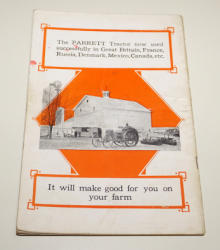 The PARRETT Tractor now used
successfully in Great Britain, France,
Russia, Denmark, Mexico, Canada, etc.
It will make good for you on
your farm